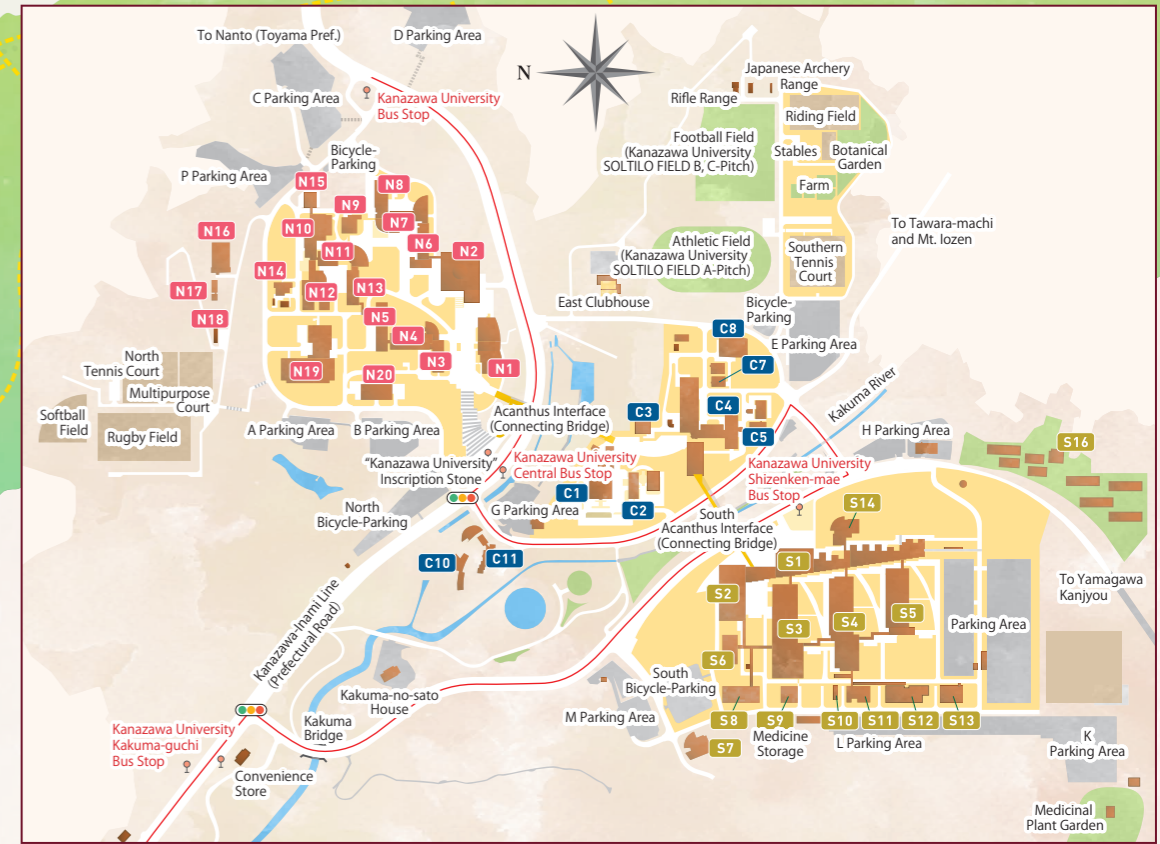 To Nanto (Toyama Pref.)
D Parking Area
N
C Parking Area
Kanazawa University
Bus Stop
Japanese Archery
Range
Rifle Range
Riding Field
Football Field
(Kanazawa University
SOLTILO FIELD B, C-Pitch)
Stables
Botanical
Garden
Farm
Bicycle-
Parking
P Parking Area
N15
N8
N9
N7
N16
N10
N6
N2
N11
N14
N12
N13
N17
N18
N5
N4
N3
N1
N19
N20
Athletic Field
(Kanazawa University
SOLTILO FIELD A-Pitch)
Southern
Tennis
Court
To Tawara-machi
and Mt. Iozen
East Clubhouse
Bicycle-
Parking
E Parking Area
C8
C7
C4
C3
C5
Kakuma River
H Parking Area
S16
North
Tennis Court
Multipurpose
Court
Softball
Field
Rugby Field
A Parking Area
B Parking Area
Acanthus Interface
(Connecting Bridge)
"Kanazawa University"
Inscription Stone
Kanazawa University
Central Bus Stop
Kanazawa University
Shizenken-mae
Bus Stop
C1
C2
G Parking Area
North
Bicycle-Parking
South
Acanthus Interface
(Connecting Bridge)
S14
C10
C11
S1
S2
S3
S4
S5
S6
To Yamagawa
Kanjyou
Parking Area
Kanazawa-Inami Line
(Prefectural Road)
South
Bicycle-Parking
Kakuma-no-sato
House
M Parking Area
S8
S9
S10
S11
S12
S13
Medicine
Storage
L Parking Area
S7
K
Parking Area
Kanazawa University
Kakuma-guchi
Bus Stop
Kakuma
Bridge
Convenience
Store
Medicinal
Plant Garden